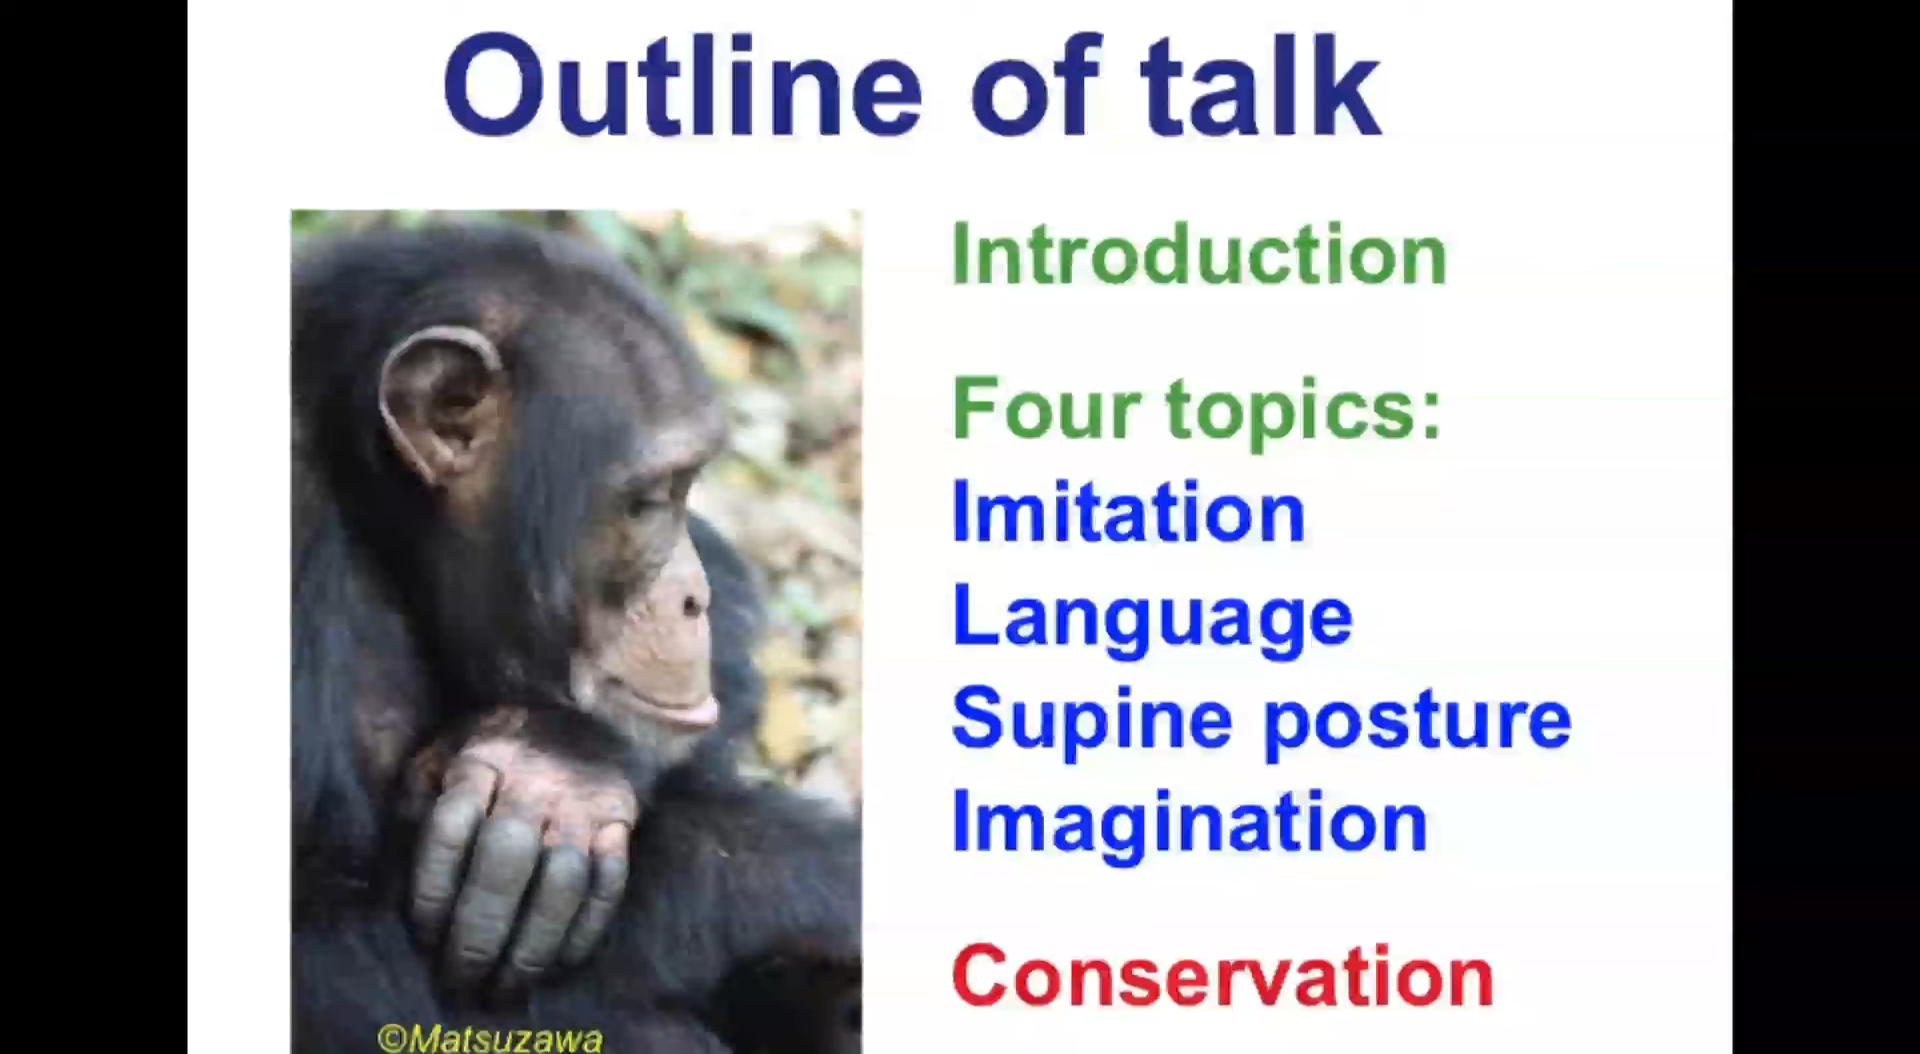 Outline of talk
Introduction
Four topics:
Imitation
Language
Supine posture
Imagination
Conservation
©Matsuzawa